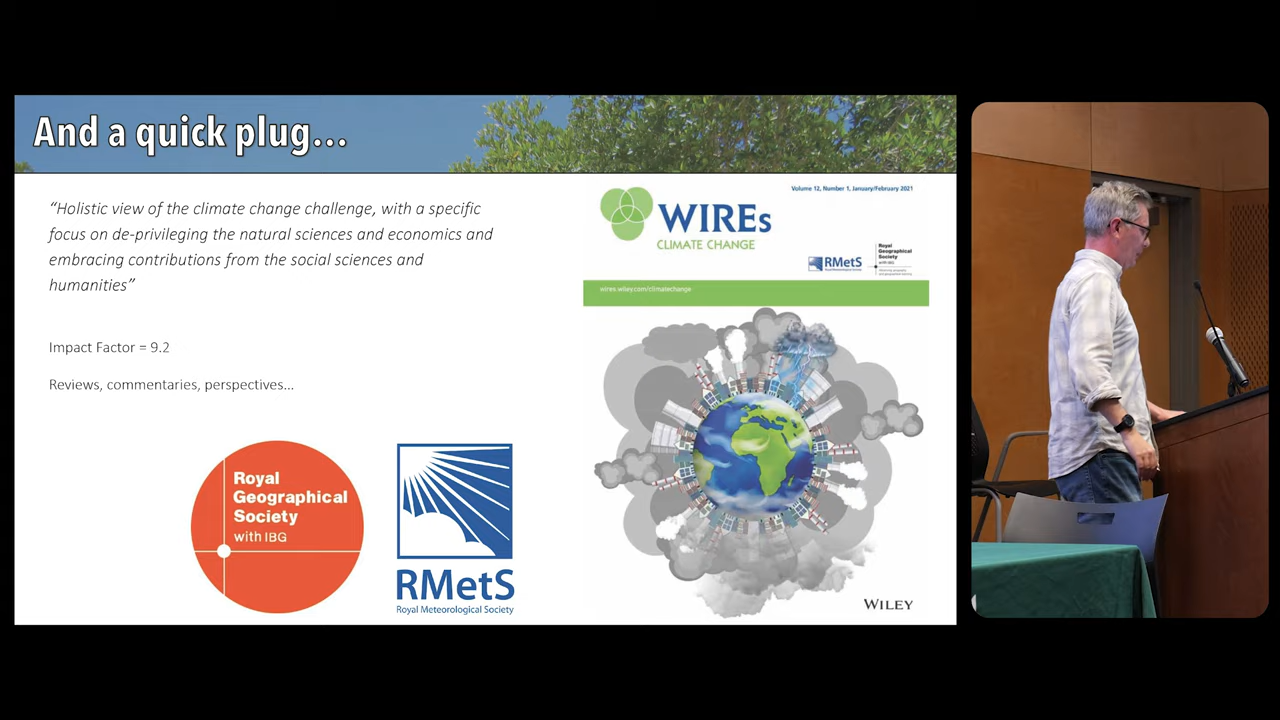 And a quick plug...
“Holistic view of the climate change challenge, with a specific
focus on de-privileging the natural sciences and economics and
embracing contributions from the social sciences and
humanities”
Impact Factor = 9.2
Reviews, commentaries, perspectives...
Royal
Geographical
Society
with IBG
RMetS
Royal Meteorological Society
Volume 12, Number 1, January/February 2021
WIREs
CLIMATE CHANGE
RMetS
Royal
Geographical
Society
with IBG
wires.wiley.com/climatechange
WILEY